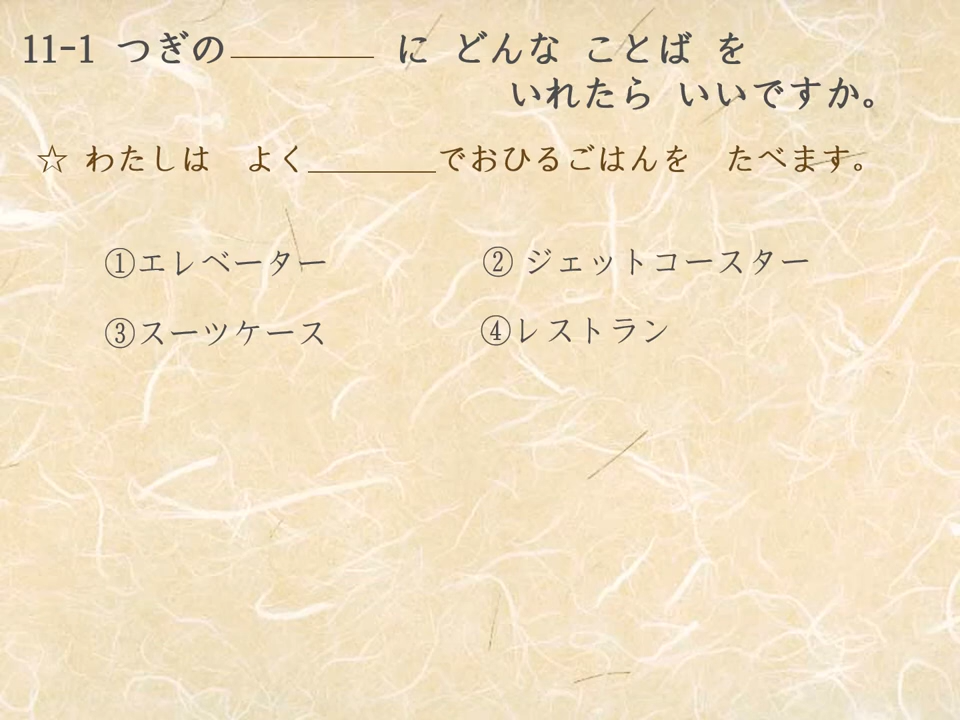 11-1 つぎの＿＿＿＿＿ に どんな ことば を
いれたら いいですか。
☆ わたしは　よく＿＿＿＿＿でおひるごはんを　たべます。
①エレベーター ② ジェットコースター
③スーツケース ④レストラン